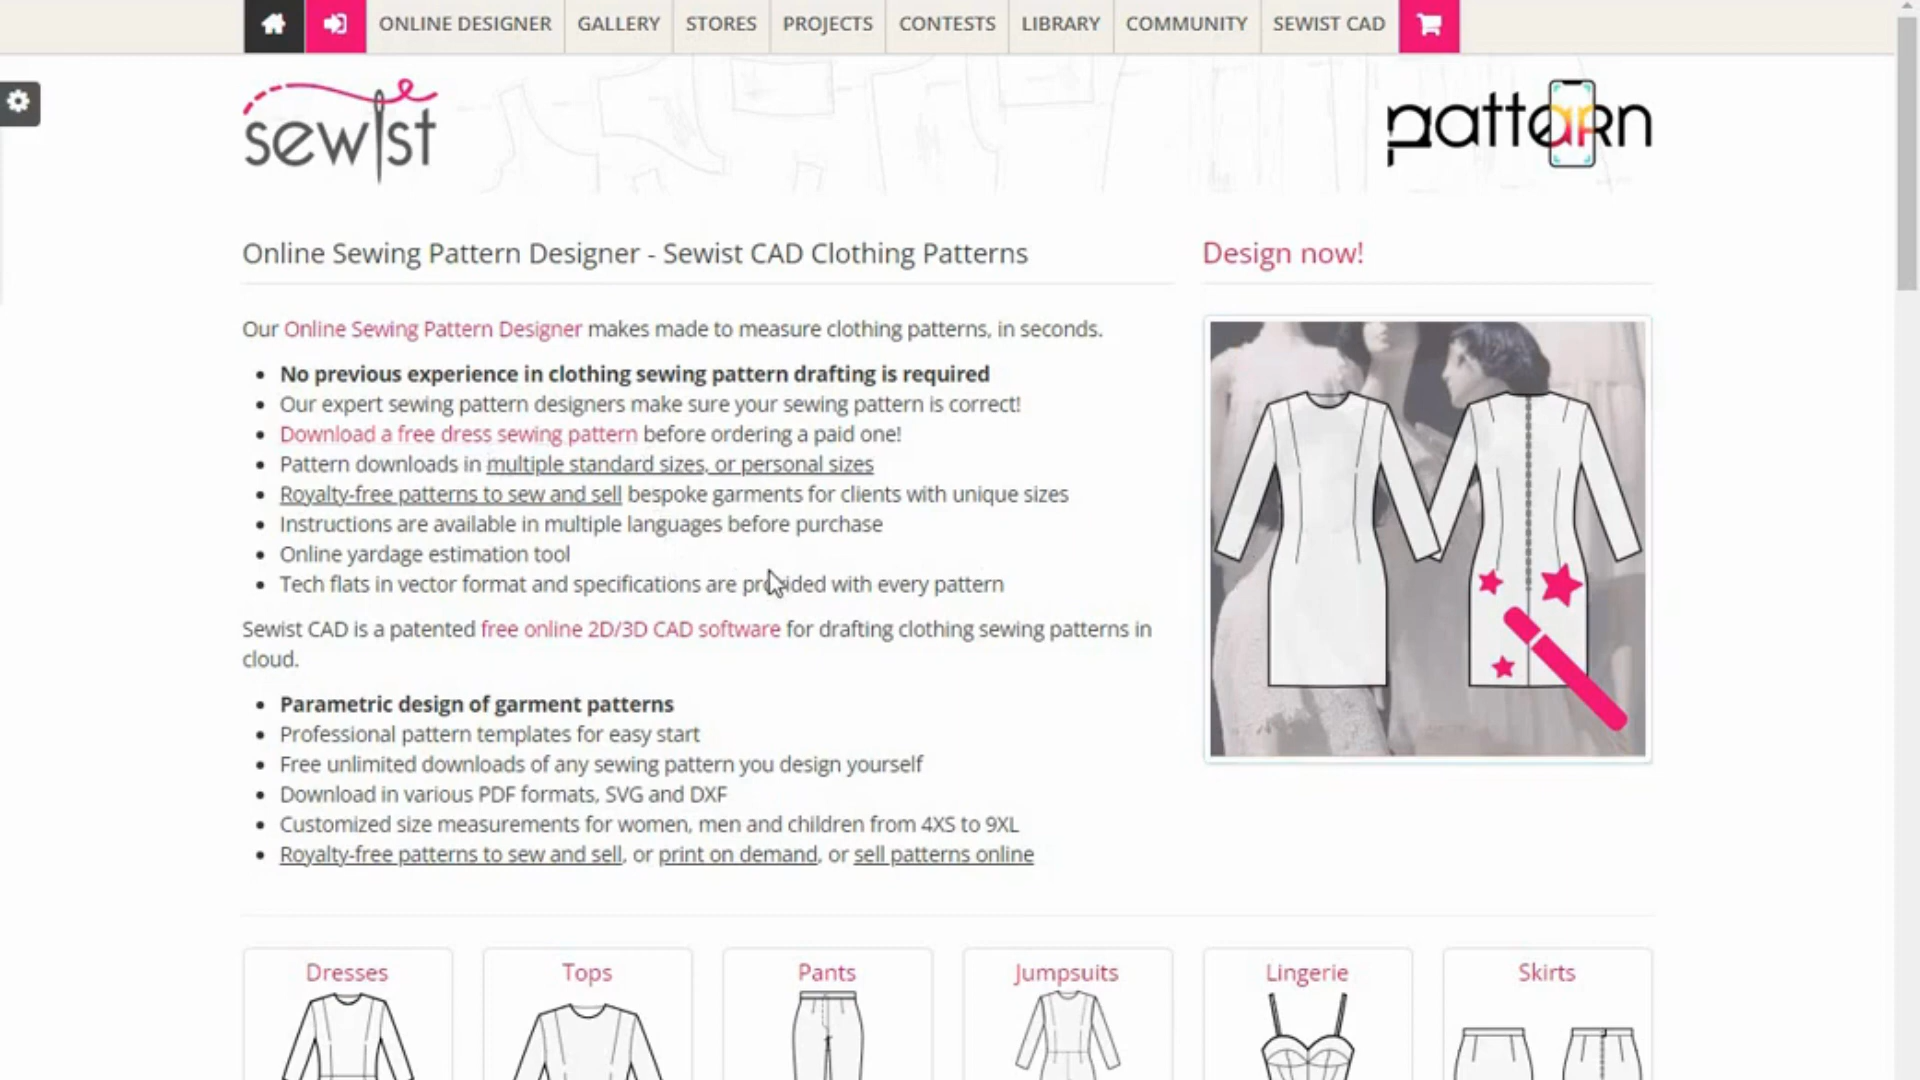 ONLINE DESIGNER GALLERY STORES PROJECTS CONTESTS LIBRARY COMMUNITY SEWIST CAD
sewist
pattarn
Online Sewing Pattern Designer - Sewist CAD Clothing Patterns
Design now!
Our Online Sewing Pattern Designer makes made to measure clothing patterns, in seconds.
No previous experience in clothing sewing pattern drafting is required
Our expert sewing pattern designers make sure your sewing pattern is correct!
Download a free dress sewing pattern before ordering a paid one!
Pattern downloads in multiple standard sizes, or personal sizes
Royalty-free patterns to sew and sell bespoke garments for clients with unique sizes
Instructions are available in multiple languages before purchase
Online yardage estimation tool
Tech flats in vector format and specifications are provided with every pattern
Sewist CAD is a patented free online 2D/3D CAD software for drafting clothing sewing patterns in
cloud.
Parametric design of garment patterns
Professional pattern templates for easy start
Free unlimited downloads of any sewing pattern you design yourself
Download in various PDF formats, SVG and DXF
Customized size measurements for women, men and children from 4XS to 9XL
Royalty-free patterns to sew and sell, or print on demand, or sell patterns online
Dresses Tops Pants Jumpsuits Lingerie Skirts